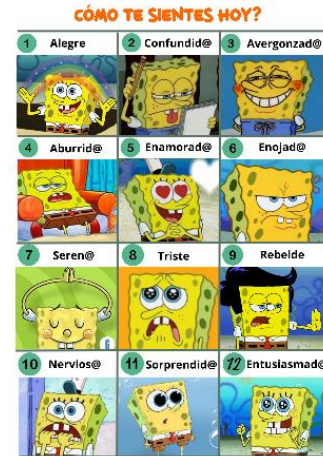 CÓMO TE SIENTES HOY?
1 Alegre
2 Confundid@
3 Avergonzad@
4 Aburrid@
5 Enamorad@
6 Enojad@
7 Seren@
8 Triste
9 Rebelde
10 Nervios@
11 Sorprendid@
12 Entusiasmad@